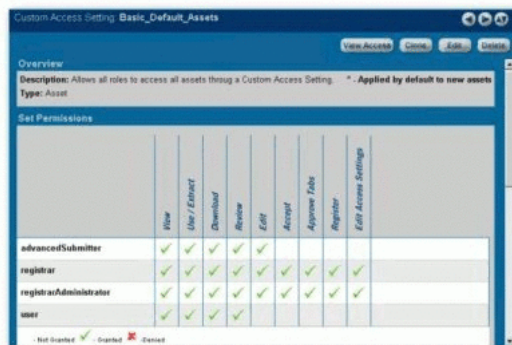 Custom Access Setting: Basic_Default_Assets
View Access Clone Edit Delete
Overview
Description: Allows all roles to access all assets throug a Custom Access Setting. * - Applied by default to new assets
Type: Asset
Set Permissions
View Use / Extract Download Review Edit Accept Approve Tabs Register Edit Access Settings
advancedSubmitter
registrar
registrarAdministrator
user
- Not Granted - Granted -Denied